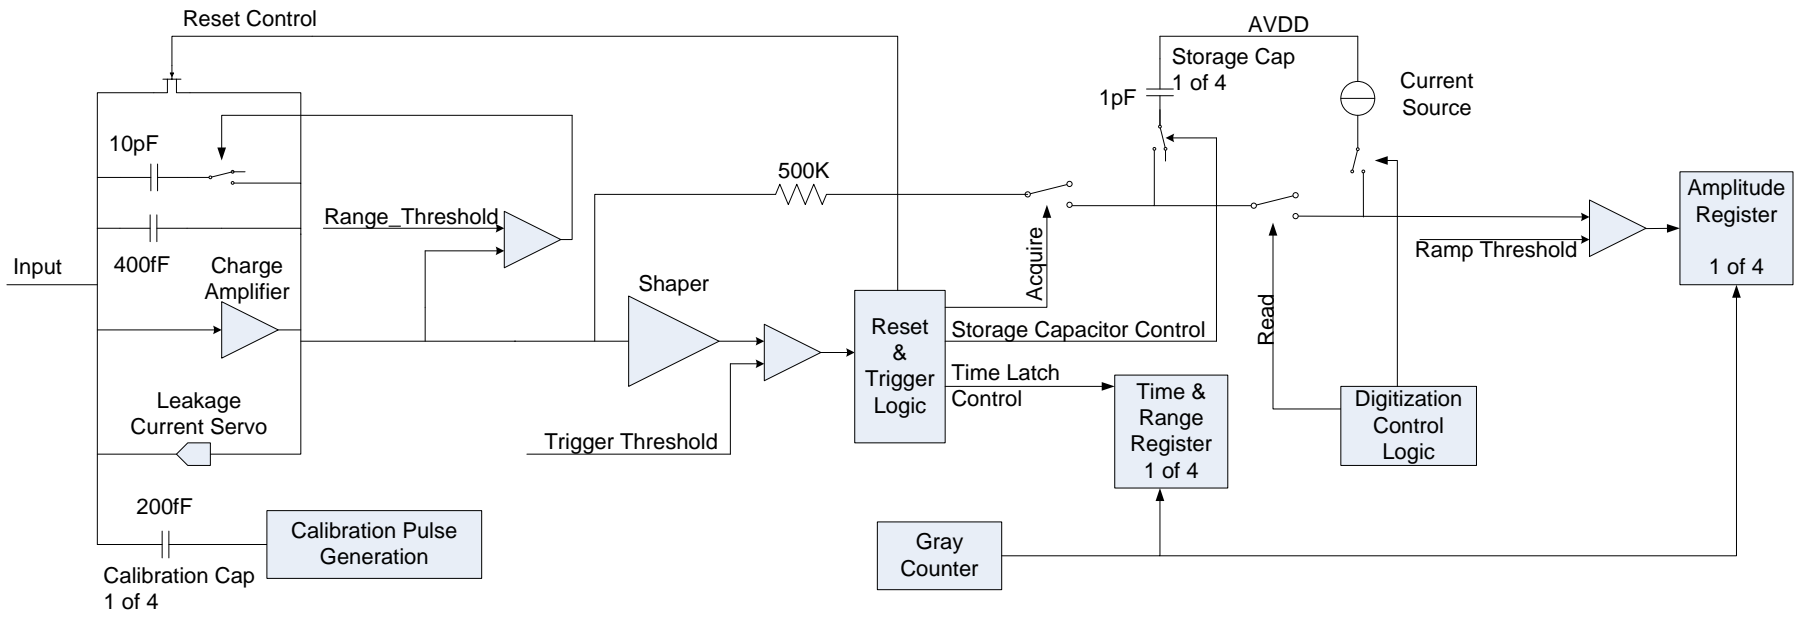 Reset Control
AVDD
Storage Cap
1 of 4
1pF
Current
Source
10pF
500K
Range_Threshold
400fF
Input
Charge
Amplifier
Shaper
Acquire
Reset
&
Trigger
Logic
Storage Capacitor Control
Time Latch
Control
Read
Ramp Threshold
Amplitude
Register
1 of 4
Leakage
Current Servo
Trigger Threshold
Time &
Range
Register
1 of 4
Digitization
Control
Logic
200fF
Calibration Pulse
Generation
Calibration Cap
1 of 4
Gray
Counter